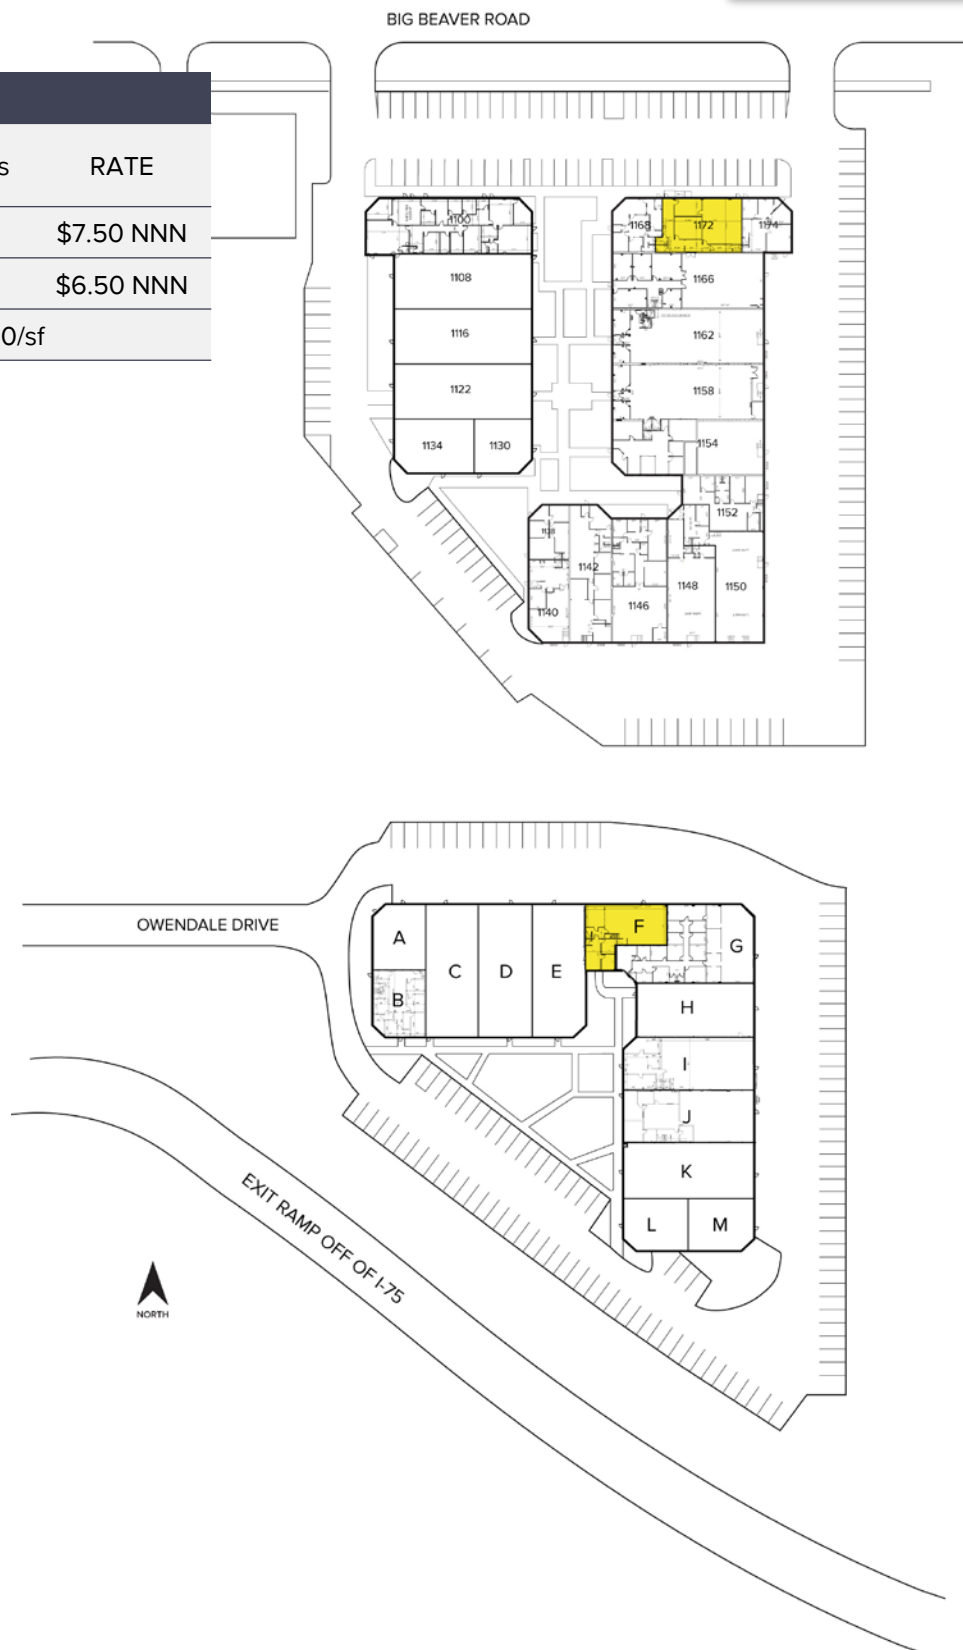 BIG BEAVER ROAD
s RATE
$7.50 NNN
$6.50 NNN
0/sf
1100
1168
1172
1174
1108
1166
1116
1162
1122
1158
1134
1130
1154
1152
1142
1140
1146
1148
1150
OWENDALE DRIVE
A
B
C
D
E
F
G
H
I
J
K
L
M
EXIT RAMP OFF OF I-75
NORTH